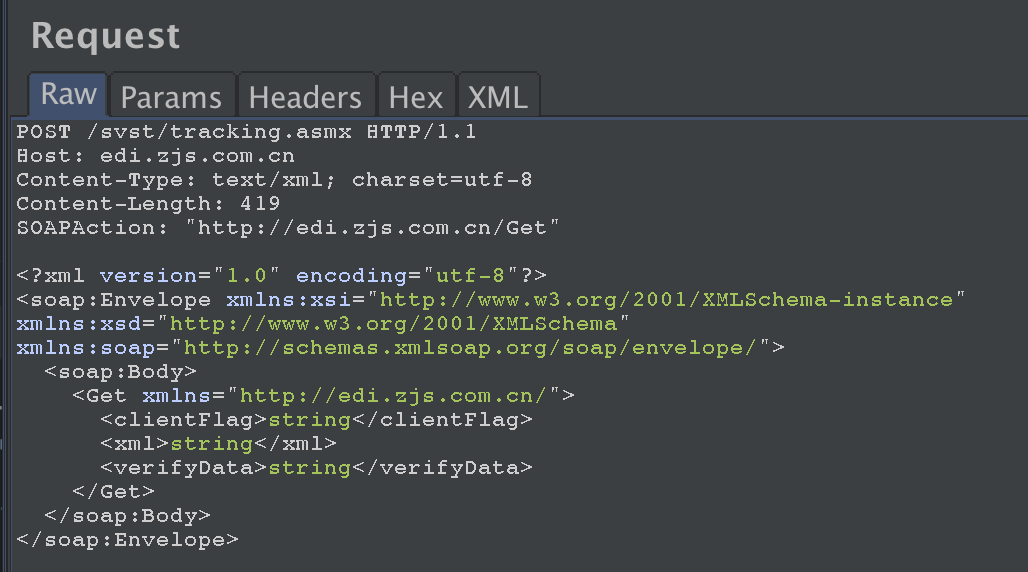 Request
Raw Params Headers Hex XML
POST /svst/tracking.asmx HTTP/1.1
Host: edi.zjs.com.cn
Content-Type: text/xml; charset=utf-8
Content-Length: 419
SOAPAction: "http://edi.zjs.com.cn/Get"
<?xml version="1.0" encoding="utf-8"?>
<soap:Envelope xmlns:xsi="http://www.w3.org/2001/XMLSchema-instance"
xmlns:xsd="http://www.w3.org/2001/XMLSchema"
xmlns:soap="http://schemas.xmlsoap.org/soap/envelope/">
<soap:Body>
<Get xmlns="http://edi.zjs.com.cn/">
<clientFlag>string</clientFlag>
<xml>string</xml>
<verifyData>string</verifyData>
</Get>
</soap:Body>
</soap:Envelope>